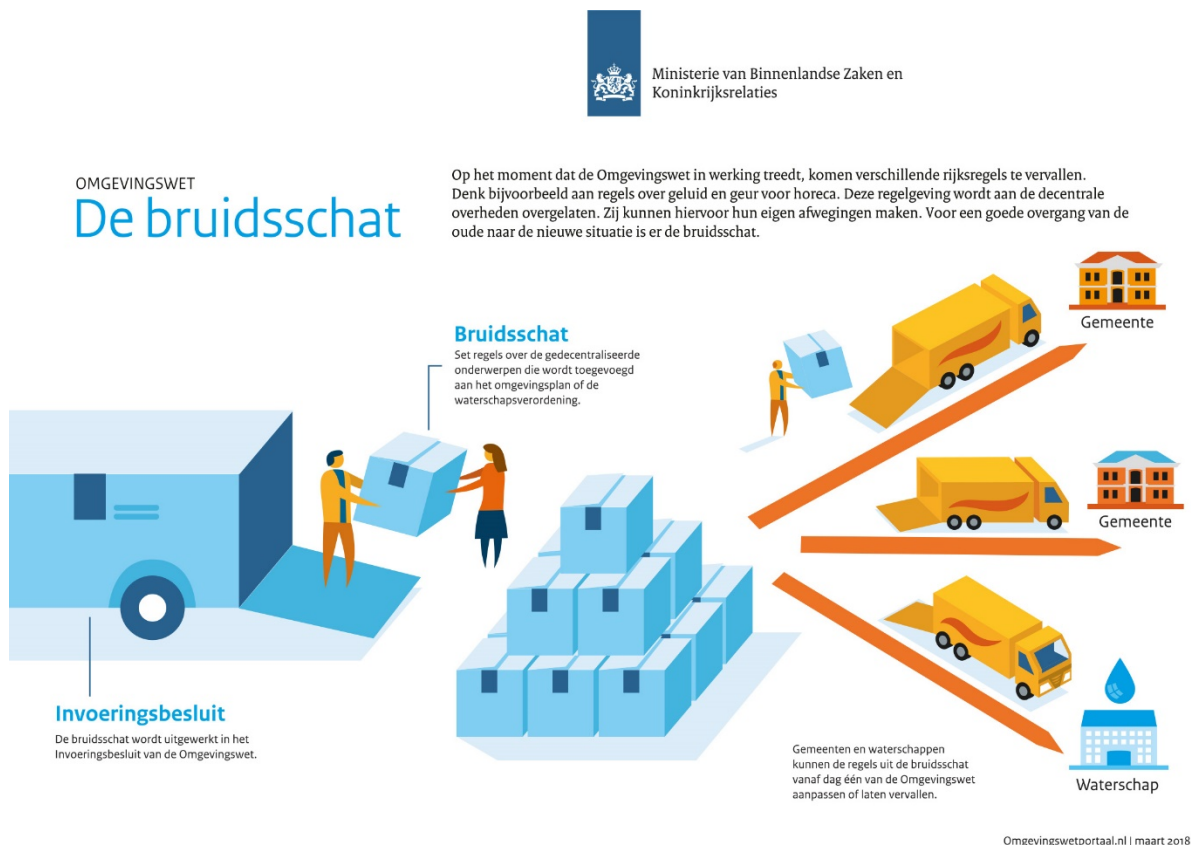 Ministerie van Binnenlandse Zaken en
Koninkrijksrelaties
OMGEVINGSWET
De bruidsschat
Op het moment dat de Omgevingswet in werking treedt, komen verschillende rijksregels te vervallen.
Denk bijvoorbeeld aan regels over geluid en geur voor horeca. Deze regelgeving wordt aan de decentrale
overheden overgelaten. Zij kunnen hiervoor hun eigen afwegingen maken. Voor een goede overgang van de
oude naar de nieuwe situatie is er de bruidsschat.
Bruidsschat
Set regels over de gedecentraliseerde
onderwerpen die wordt toegevoegd
aan het omgevingsplan of de
waterschapsverordening.
Gemeente
Gemeente
Invoeringsbesluit
De bruidsschat wordt uitgewerkt in het
Invoeringsbesluit van de Omgevingswet.
Gemeenten en waterschappen
kunnen de regels uit de bruidsschat
vanaf dag één van de Omgevingswet
aanpassen of laten vervallen.
Waterschap
Omgevingswetportaal.nl | maart 2018